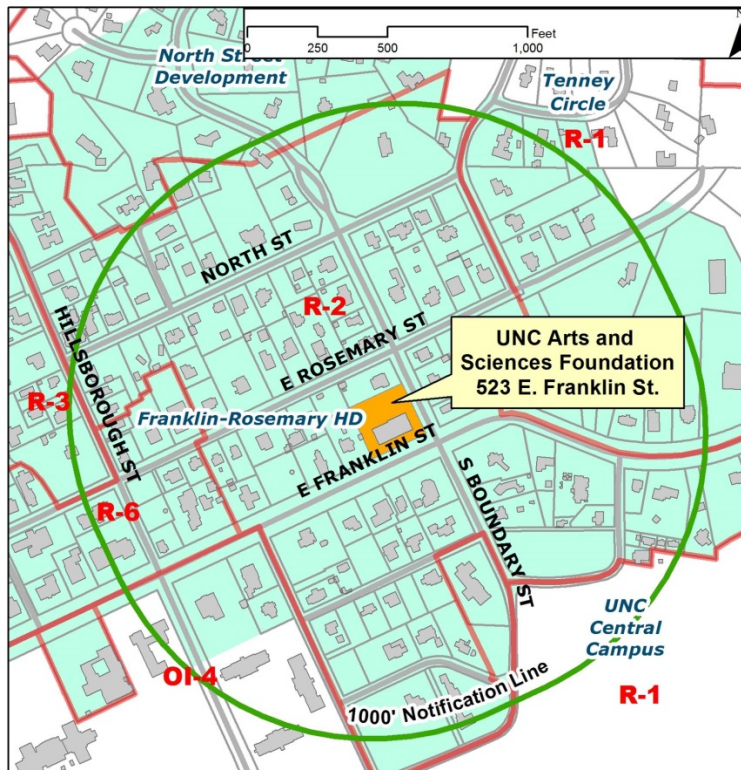 N
Feet
0 250 500 1,000
North Street
Development
Tenney
Circle
R-1
NORTH ST
HILLSBOROUGH ST
R-2
E ROSEMARY ST
UNC Arts and
Sciences Foundation
523 E. Franklin St.
R-3
Franklin-Rosemary HD
E FRANKLIN ST
S BOUNDARY ST
R-6
UNC
Central
Campus
OI-4
R-1
1000' Notification Line